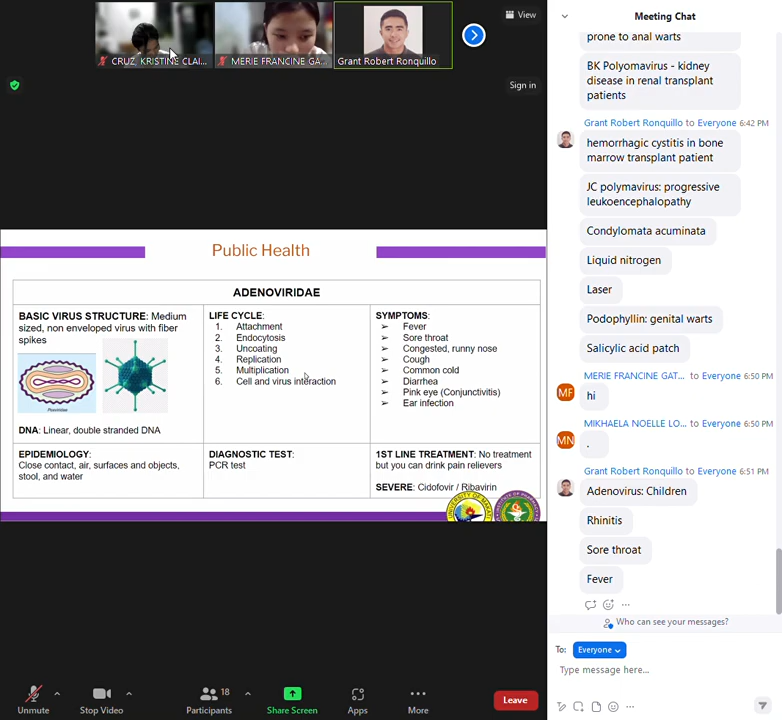 View
CRUZ, KRISTINE CLAI...
MERIE FRANCINE GA...
Grant Robert Ronquillo
Sign in
Public Health
ADENOVIRIDAE
BASIC VIRUS STRUCTURE: Medium
sized, non enveloped virus with fiber
spikes
Poxviridae
DNA: Linear, double stranded DNA
LIFE CYCLE:
1. Attachment
2. Endocytosis
3. Uncoating
4. Replication
5. Multiplication
6. Cell and virus interaction
SYMPTOMS:
➢ Fever
➢ Sore throat
➢ Congested, runny nose
➢ Cough
➢ Common cold
➢ Diarrhea
➢ Pink eye (Conjunctivitis)
➢ Ear infection
EPIDEMIOLOGY:
Close contact, air, surfaces and objects,
stool, and water
DIAGNOSTIC TEST:
PCR test
1ST LINE TREATMENT: No treatment
but you can drink pain relievers
SEVERE: Cidofovir / Ribavirin
Unmute
Stop Video
18
Participants
Share Screen
Apps
More
Leave
Meeting Chat
prone to anal warts
BK Polyomavirus - kidney
disease in renal transplant
patients
Grant Robert Ronquillo to Everyone 6:42 PM
hemorrhagic cystitis in bone
marrow transplant patient
JC polymavirus: progressive
leukoencephalopathy
Condylomata acuminata
Liquid nitrogen
Laser
Podophyllin: genital warts
Salicylic acid patch
MERIE FRANCINE GAT... to Everyone 6:50 PM
MF
hi
MIKHAELA NOELLE LO... to Everyone 6:50 PM
MN
.
Grant Robert Ronquillo to Everyone 6:51 PM
Adenovirus: Children
Rhinitis
Sore throat
Fever
Who can see your messages?
To: Everyone
Type message here...